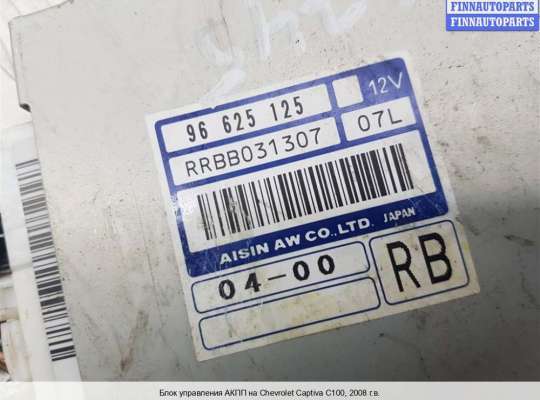 FINNAUTOPARTS
FINNAUTOPARTS
96 625 125
12V
RRBB031307
07L
AISIN AW CO.,LTD. JAPAN
04-00
RB
Блок управления АКПП на Chevrolet Captiva C100, 2008 г.в.